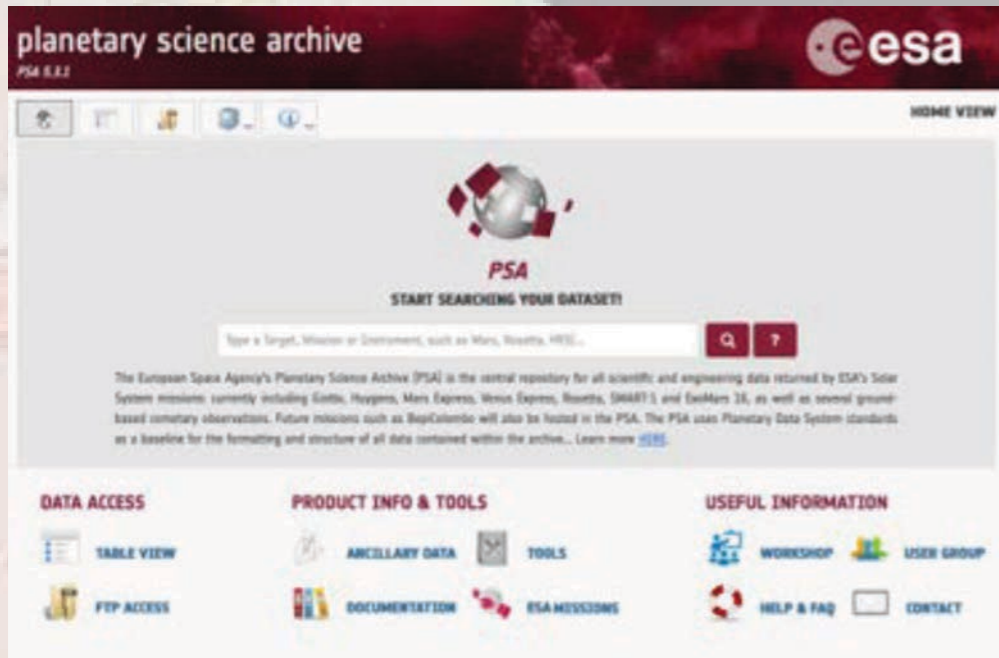 planetary science archive
esa
HOME VIEW
PSA
START SEARCHING YOUR DATASET!
Type a Target, Mission or Instrument, such as Mars, Rosetta, HRSC...
The European Space Agency's Planetary Science Archive (PSA) is the central repository for all scientific and engineering data returned by ESA's Solar
System missions: currently including Giotto, Huygens, Mars Express, Venus Express, Rosetta, SMART-1 and ExoMars 16, as well as several ground-
based cometary observations. Future missions such as BepiColombo will also be hosted in the PSA. The PSA uses Planetary Data System standards
as a baseline for the formatting and structure of all data contained within the archive... Learn more HERE.
DATA ACCESS
TABLE VIEW
FTP ACCESS
PRODUCT INFO & TOOLS
ANCILLARY DATA
TOOLS
DOCUMENTATION
ESA MISSIONS
USEFUL INFORMATION
WORKSHOP
USER GROUP
HELP & FAQ
CONTACT